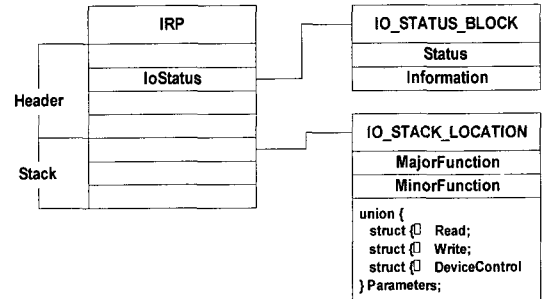 IRP
IoStatus
Header
Stack
IO_STATUS_BLOCK
Status
Information
IO_STACK_LOCATION
MajorFunction
MinorFunction
union {
struct {▯ Read;
struct {▯ Write;
struct {▯ DeviceControl
} Parameters;